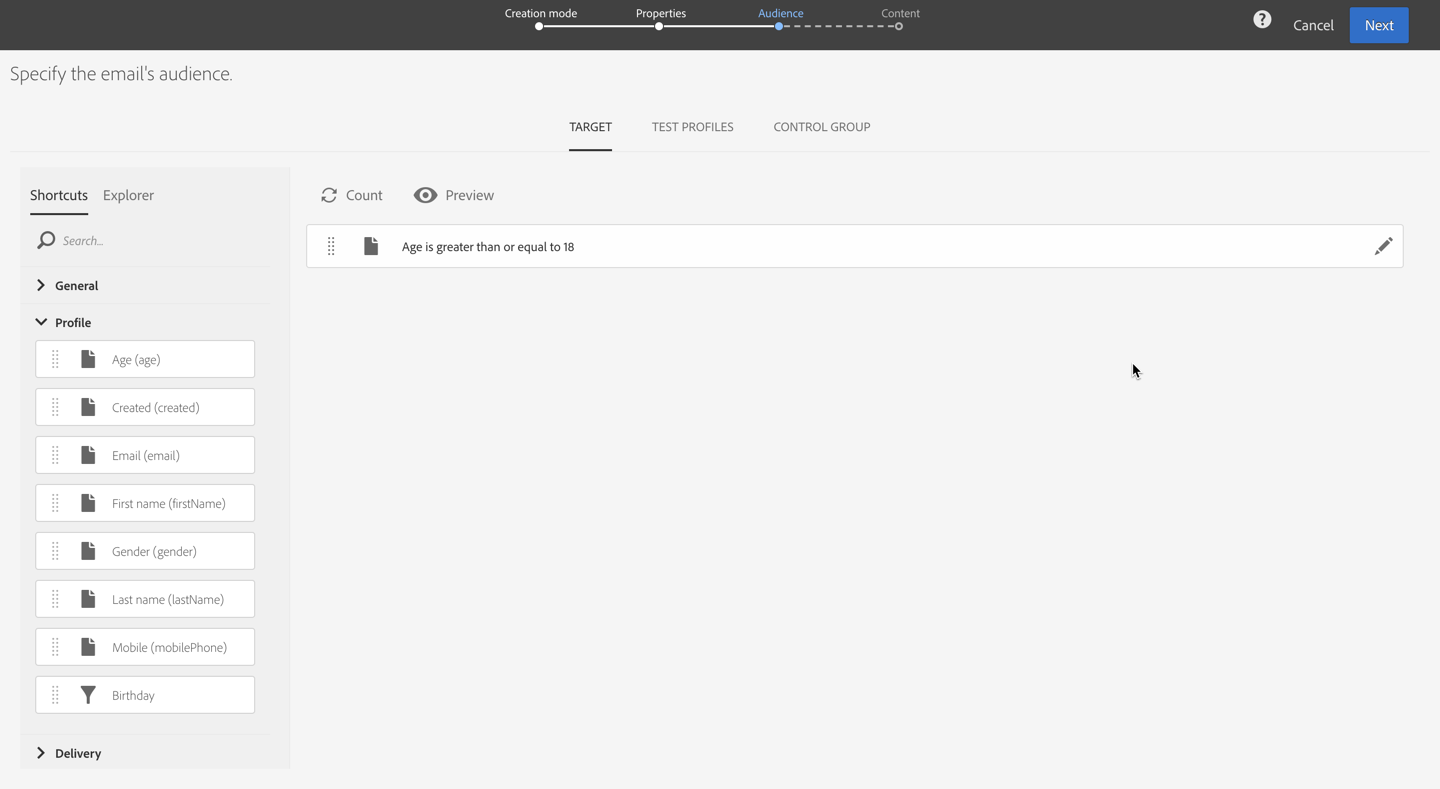 Creation mode
Properties
Audience
Content
?
Cancel
Next
Specify the email's audience.
TARGET
TEST PROFILES
CONTROL GROUP
Shortcuts
Explorer
Search...
General
Profile
Age (age)
Created (created)
Email (email)
First name (firstName)
Gender (gender)
Last name (lastName)
Mobile (mobilePhone)
Birthday
Delivery
Count
Preview
Age is greater than or equal to 18